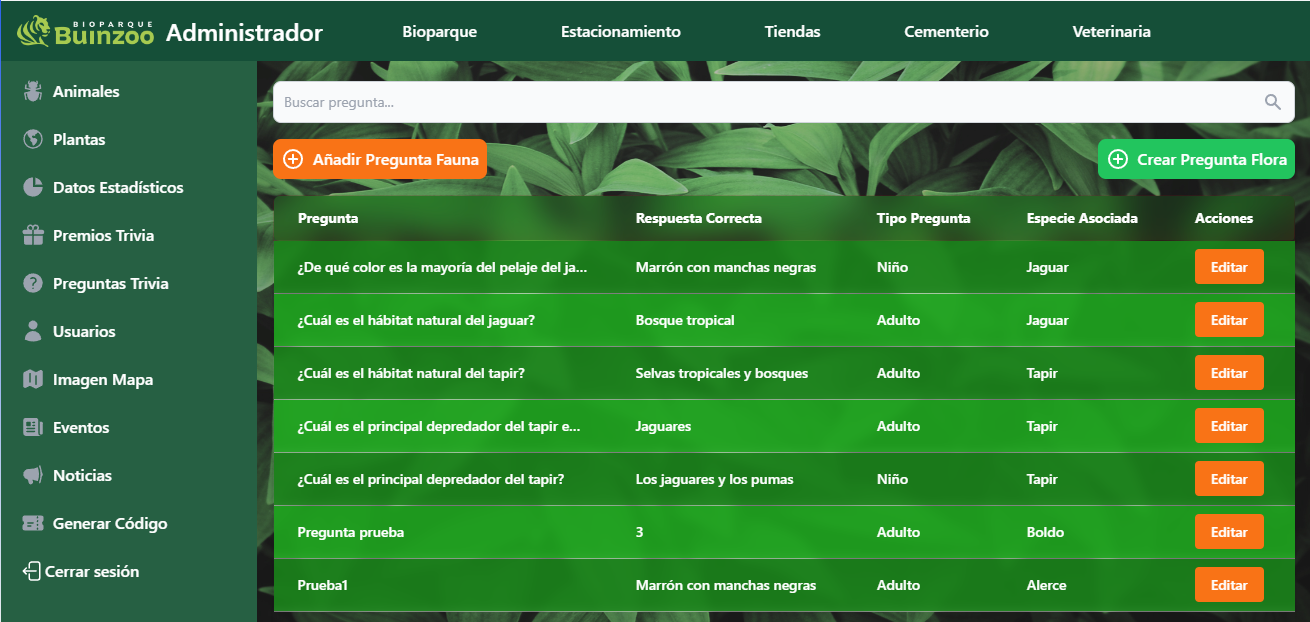 BIOPARQUE
Buinzoo Administrador Bioparque Estacionamiento Tiendas Cementerio Veterinaria
Animales
Plantas
Datos Estadísticos
Premios Trivia
Preguntas Trivia
Usuarios
Imagen Mapa
Eventos
Noticias
Generar Código
Cerrar sesión
Buscar pregunta...
Añadir Pregunta Fauna Crear Pregunta Flora
Pregunta Respuesta Correcta Tipo Pregunta Especie Asociada Acciones
¿De qué color es la mayoría del pelaje del ja... Marrón con manchas negras Niño Jaguar Editar
¿Cuál es el hábitat natural del jaguar? Bosque tropical Adulto Jaguar Editar
¿Cuál es el hábitat natural del tapir? Selvas tropicales y bosques Adulto Tapir Editar
¿Cuál es el principal depredador del tapir e... Jaguares Adulto Tapir Editar
¿Cuál es el principal depredador del tapir? Los jaguares y los pumas Niño Tapir Editar
Pregunta prueba 3 Adulto Boldo Editar
Prueba1 Marrón con manchas negras Adulto Alerce Editar